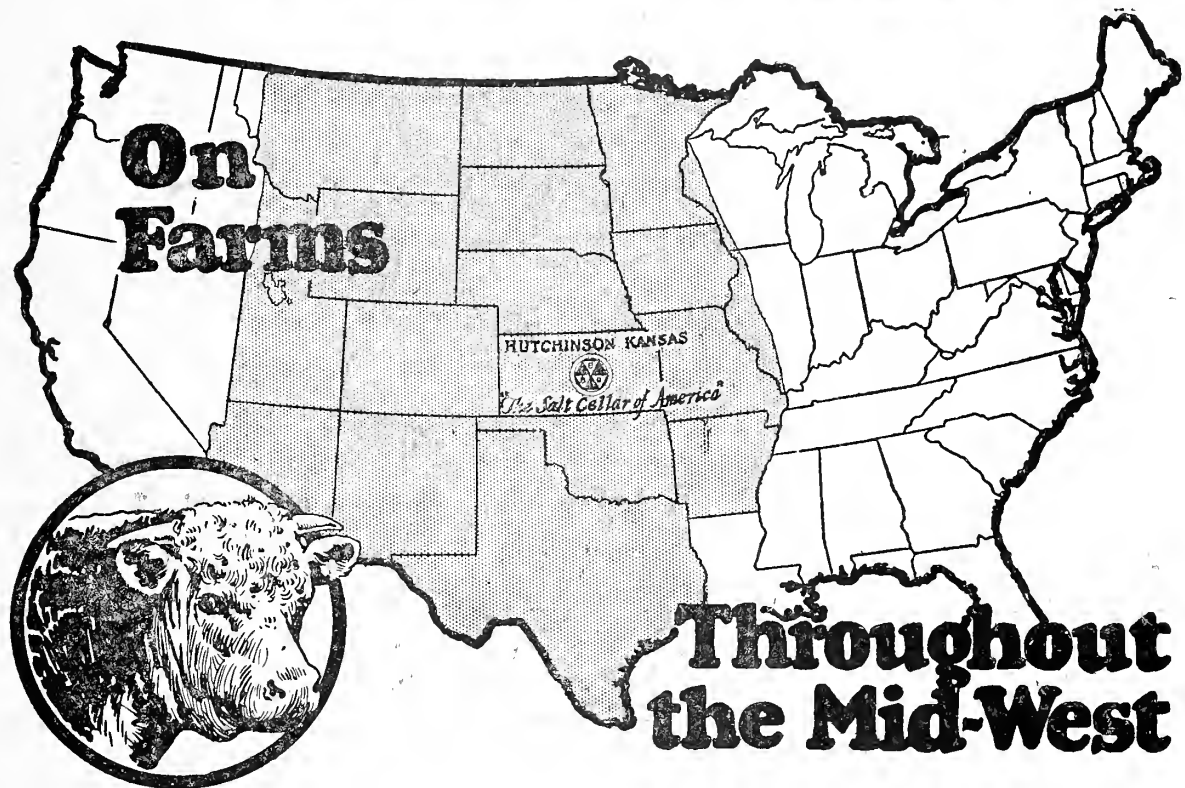 On
Farms
HUTCHINSON KANSAS
"The Salt Cellar of America"
Throughout
the Mid-West